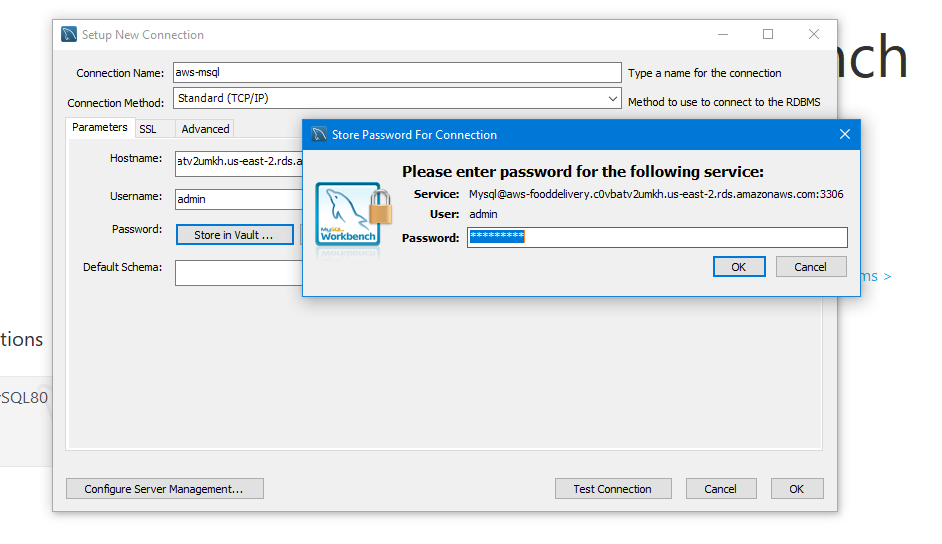 Setup New Connection
nch
Connection Name: aws-msql Type a name for the connection
Connection Method: Standard (TCP/IP) Method to use to connect to the RDBMS
Parameters SSL Advanced
Store Password For Connection
Hostname: atv2umkh.us-east-2.rds.a
Please enter password for the following service:
Service: Mysql@aws-fooddelivery.c0vbatv2umkh.us-east-2.rds.amazonaws.com:3306
Username: admin
User: admin
MySQL
Workbench
Password: Store in Vault ...
Password: *********
OK Cancel
Default Schema:
ms >
tions
SQL80
Configure Server Management... Test Connection Cancel OK